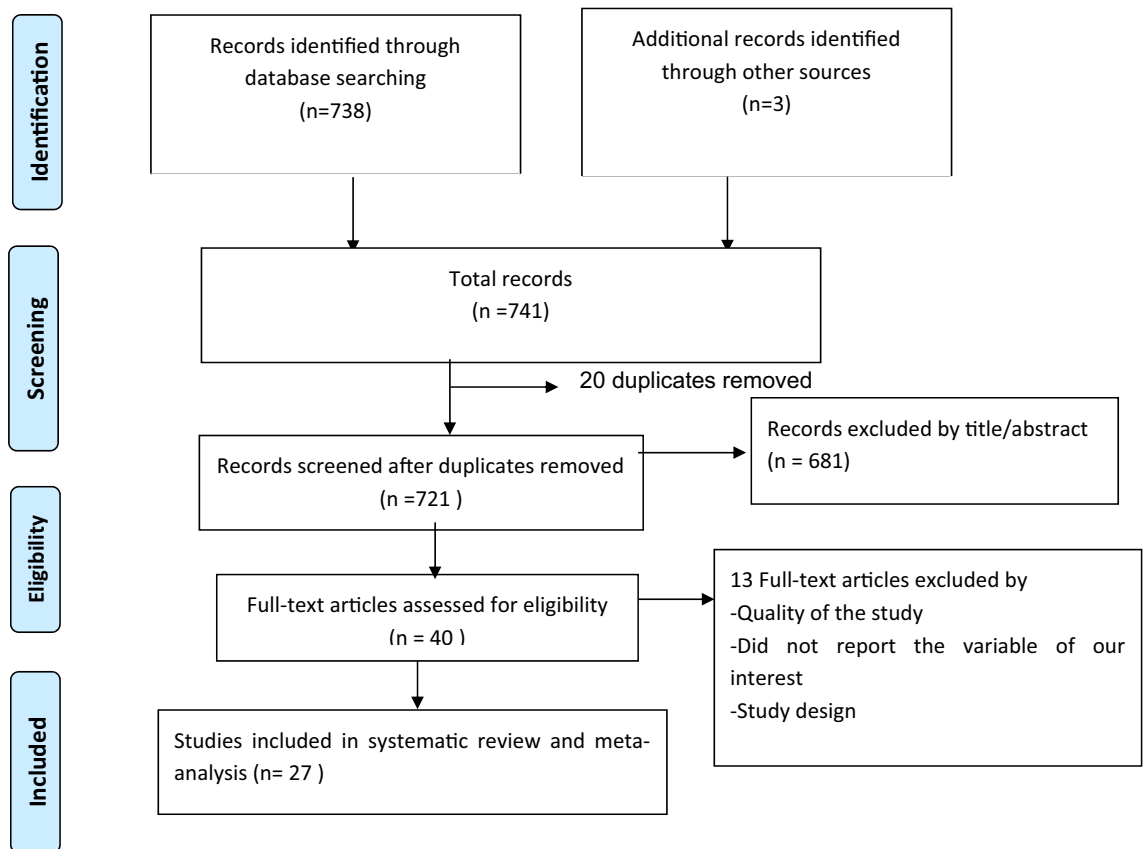 Identification
Records identified through
database searching
(n=738)
Additional records identified
through other sources
(n=3)
Screening
Total records
(n =741)
20 duplicates removed
Records excluded by title/abstract
(n = 681)
Records screened after duplicates removed
(n =721 )
Eligibility
Full-text articles assessed for eligibility
(n = 40 )
13 Full-text articles excluded by
-Quality of the study
-Did not report the variable of our
interest
-Study design
Included
Studies included in systematic review and meta-
analysis (n= 27 )